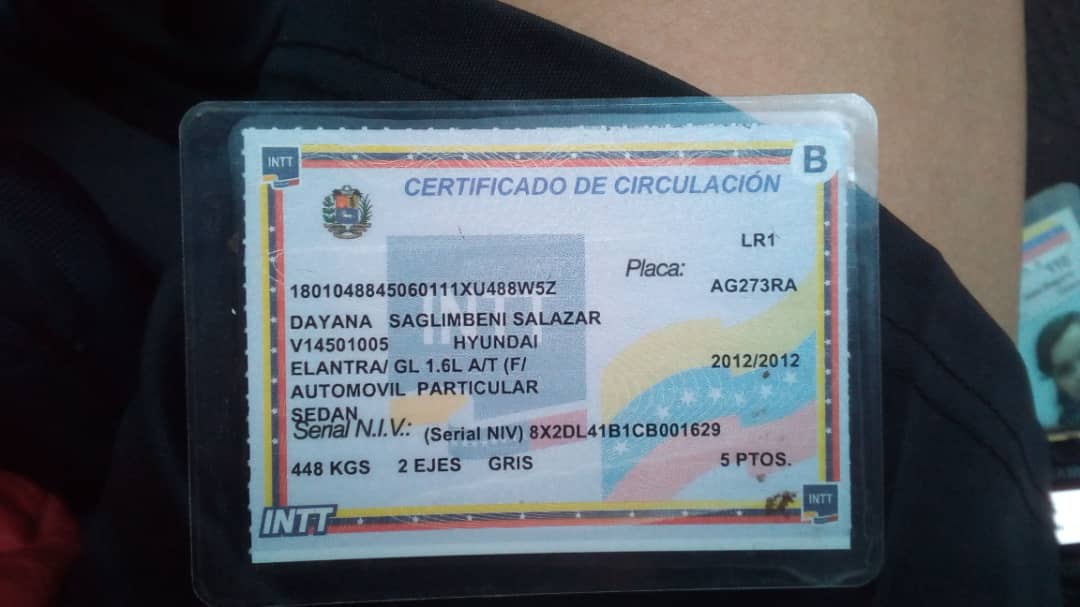 INTT
B
CERTIFICADO DE CIRCULACIÓN
LR1
Placa:
AG273RA
1801048845060111XU488W5Z
DAYANA SAGLIMBENI SALAZAR
V14501005 HYUNDAI
ELANTRA/ GL 1.6L A/T (F/
2012/2012
AUTOMOVIL PARTICULAR
SEDAN
Serial N.I.V.: (Serial NIV) 8X2DL41B1CB001629
448 KGS 2 EJES GRIS 5 PTOS.
INTT
INTT
INTT